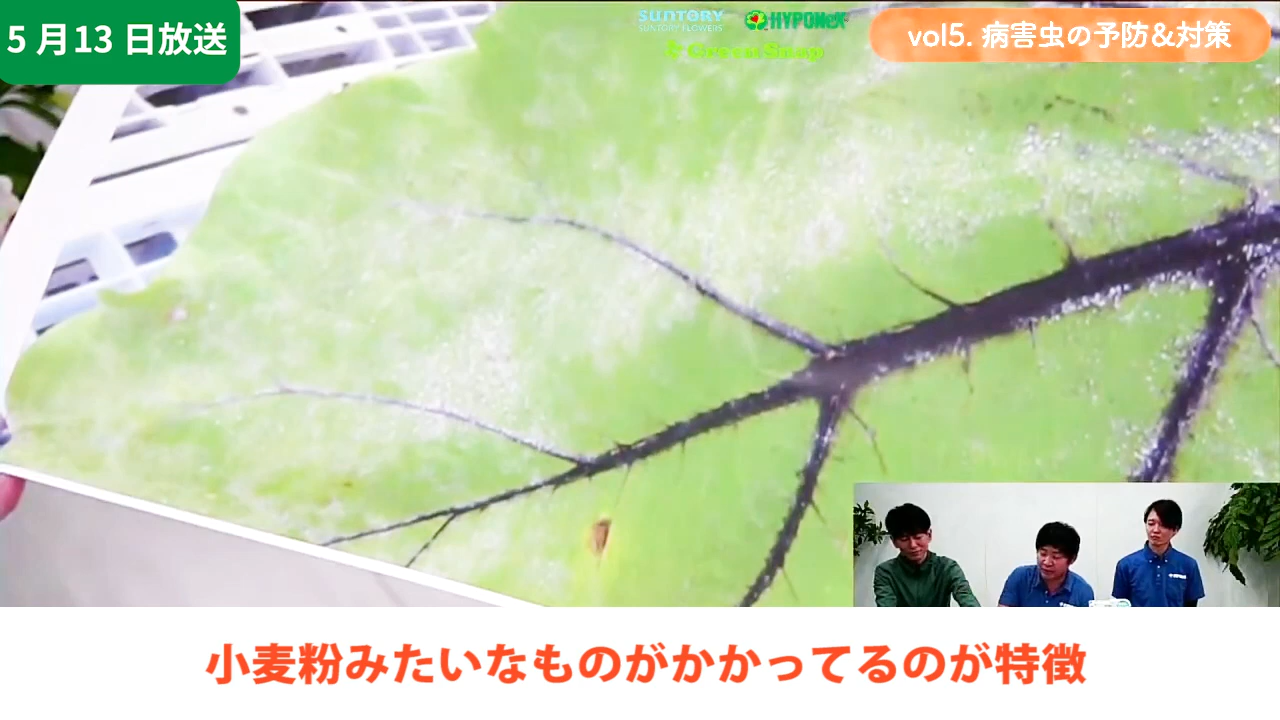 5月13日放送
SUNTORY
SUNTORY FLOWERS
HYPONeX
GreenSnap
vol5. 病害虫の予防&対策
小麦粉みたいなものがかかってるのが特徴